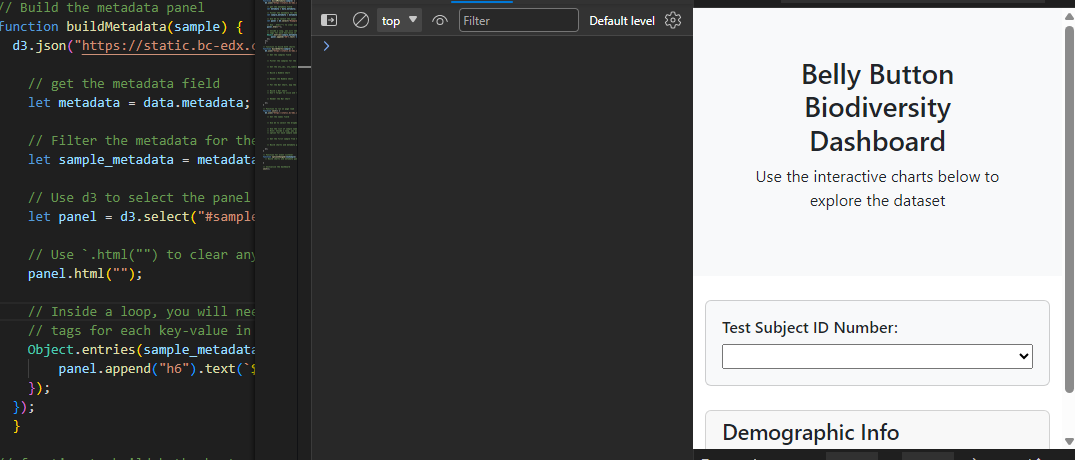 // Build the metadata panel
function buildMetadata(sample) {
d3.json("https://static.bc-edx.c
// get the metadata field
let metadata = data.metadata;
// Filter the metadata for the
let sample_metadata = metadata
// Use d3 to select the panel
let panel = d3.select("#sample
// Use `.html("") to clear any
panel.html("");
// Inside a loop, you will nee
// tags for each key-value in
Object.entries(sample_metadata
panel.append("h6").text(`$
});
});
}
top
Filter
Default level
Belly Button
Biodiversity
Dashboard
Use the interactive charts below to
explore the dataset
Test Subject ID Number:
Demographic Info